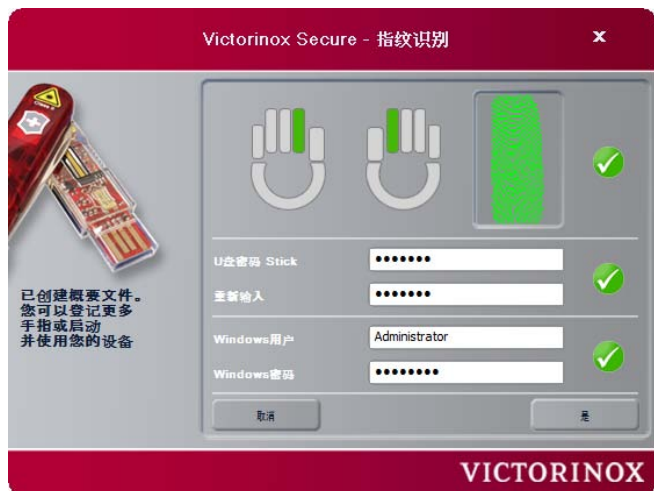 Victorinox Secure - 指纹识别
x
已创建概要文件。
您可以登记更多
手指或启动
并使用您的设备
U盘密码 Stick
•••••••
重新输入
•••••••
Windows用户
Administrator
Windows密码
••••••••
取消
是
VICTORINOX